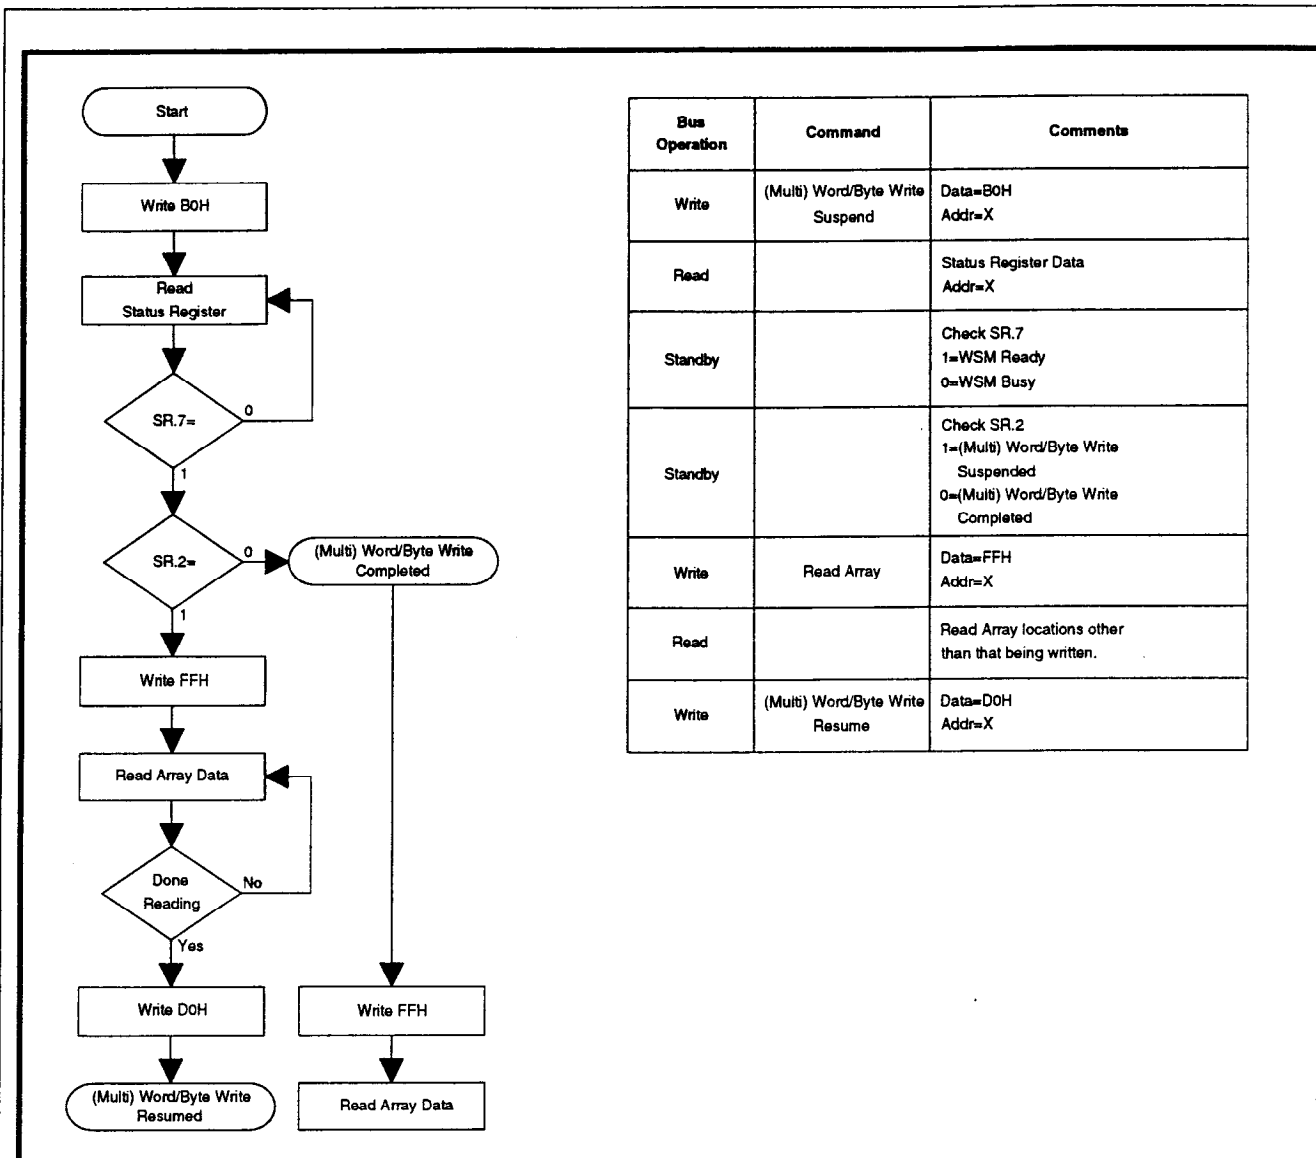 Start
Write B0H
Read
Status Register
SR.7=
0
1
SR.2=
0
(Multi) Word/Byte Write
Completed
1
Write FFH
Read Array Data
Done
Reading
No
Yes
Write D0H
Write FFH
(Multi) Word/Byte Write
Resumed
Read Array Data
Bus
Operation
Command
Comments
Write
(Multi) Word/Byte Write
Suspend
Data=B0H
Addr=X
Read
Status Register Data
Addr=X
Standby
Check SR.7
1=WSM Ready
0=WSM Busy
Standby
Check SR.2
1=(Multi) Word/Byte Write
Suspended
0=(Multi) Word/Byte Write
Completed
Write
Read Array
Data=FFH
Addr=X
Read
Read Array locations other
than that being written.
Write
(Multi) Word/Byte Write
Resume
Data=D0H
Addr=X